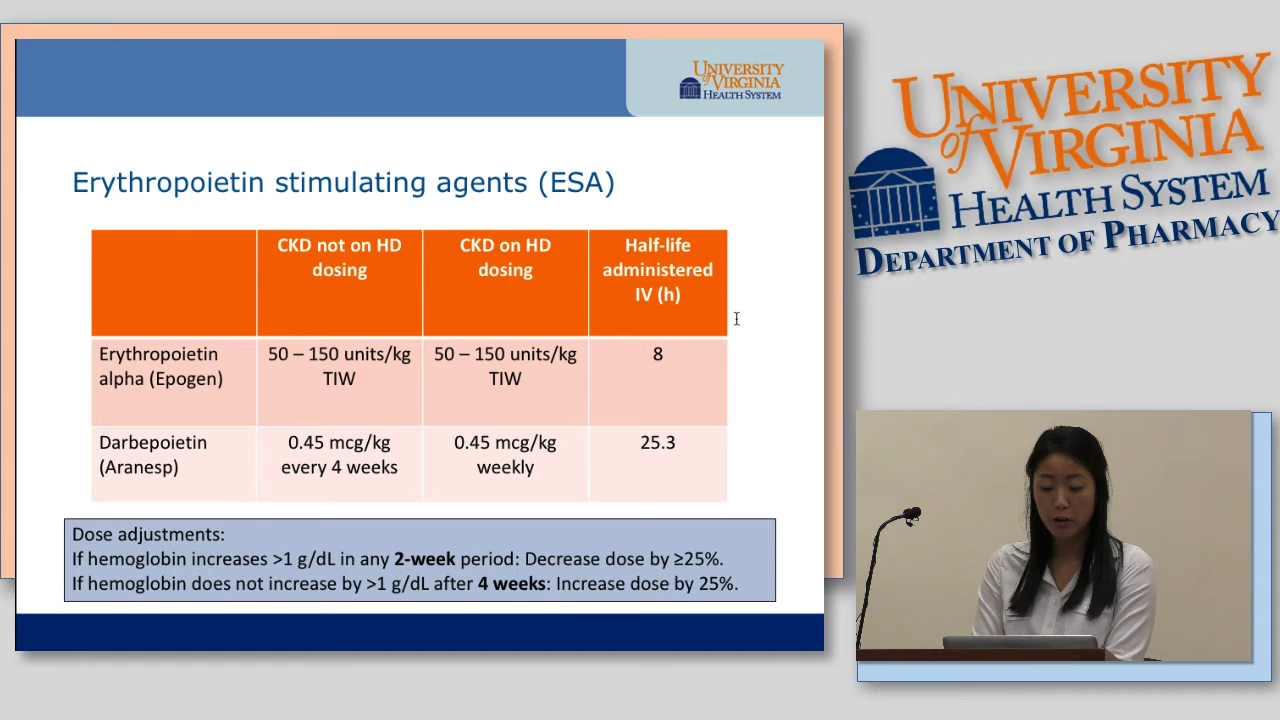 UNIVERSITY
of VIRGINIA
HEALTH SYSTEM
Erythropoietin stimulating agents (ESA)
CKD not on HD dosing
CKD on HD dosing
Half-life administered IV (h)
Erythropoietin alpha (Epogen)
50 – 150 units/kg TIW
50 – 150 units/kg TIW
8
Darbepoietin (Aranesp)
0.45 mcg/kg every 4 weeks
0.45 mcg/kg weekly
25.3
Dose adjustments:
If hemoglobin increases >1 g/dL in any 2-week period: Decrease dose by ≥25%.
If hemoglobin does not increase by >1 g/dL after 4 weeks: Increase dose by 25%.
UNIVERSITY
of VIRGINIA
HEALTH SYSTEM
DEPARTMENT OF PHARMACY